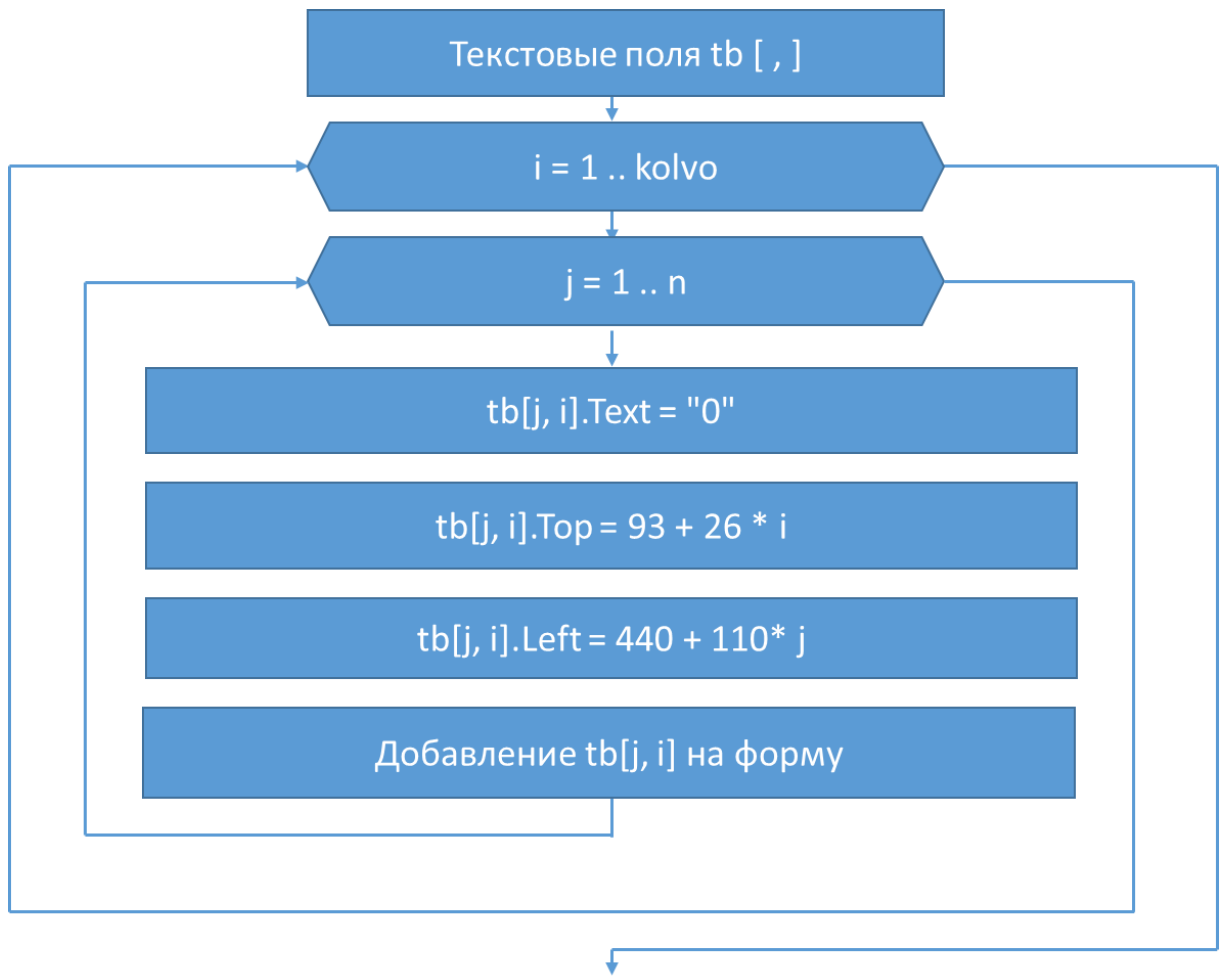 Текстовые поля tb [ , ]
i = 1 .. kolvo
j = 1 .. n
tb[j, i].Text = "0"
tb[j, i].Top = 93 + 26 * i
tb[j, i].Left = 440 + 110* j
Добавление tb[j, i] на форму